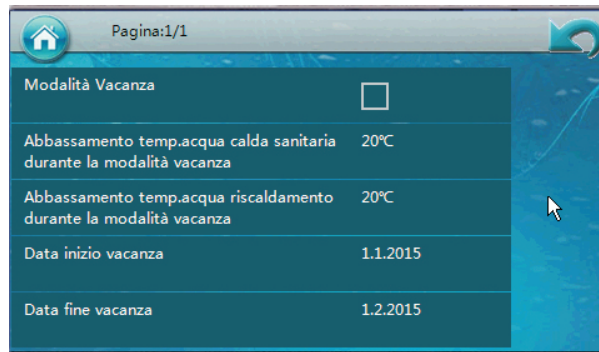 Pagina:1/1
Modalità Vacanza
Abbassamento temp.acqua calda sanitaria 20℃
durante la modalità vacanza
Abbassamento temp.acqua riscaldamento 20℃
durante la modalità vacanza
Data inizio vacanza 1.1.2015
Data fine vacanza 1.2.2015